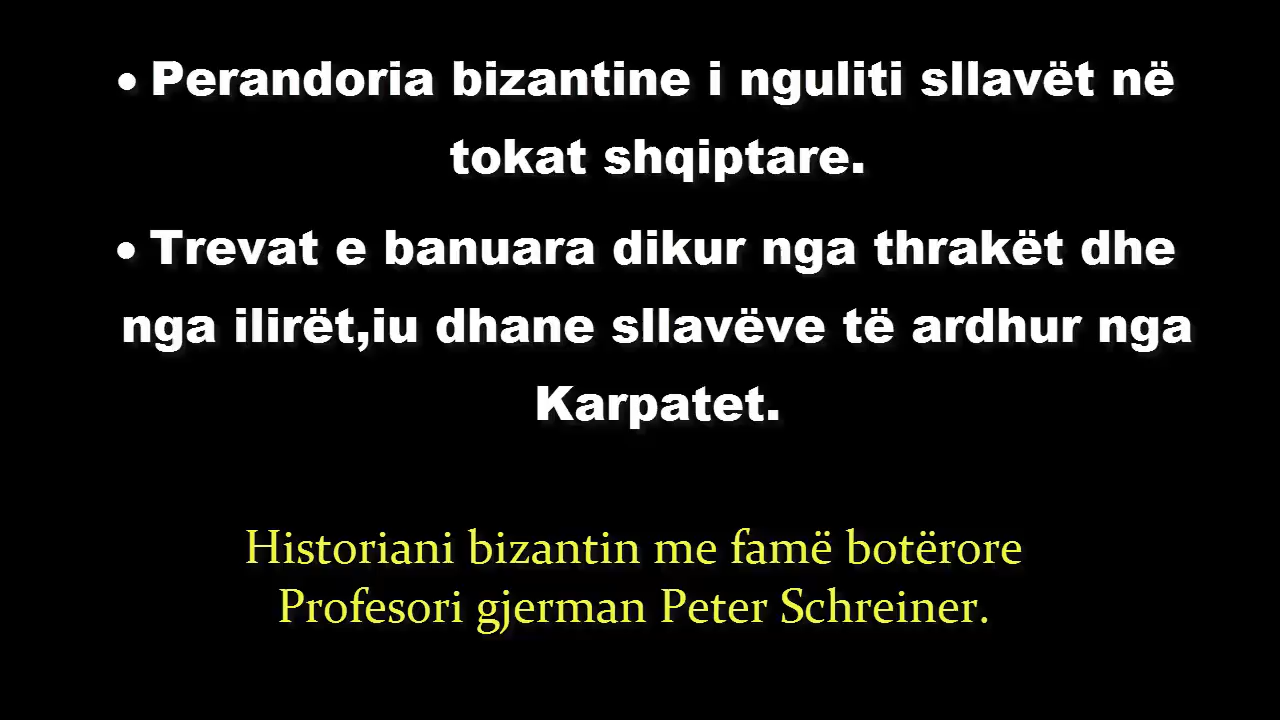 • Perandoria bizantine i nguliti sllavët në
tokat shqiptare.
• Trevat e banuara dikur nga thrakët dhe
nga ilirët,iu dhane sllavëve të ardhur nga
Karpatet.
Historiani bizantin me famë botërore
Profesori gjerman Peter Schreiner.